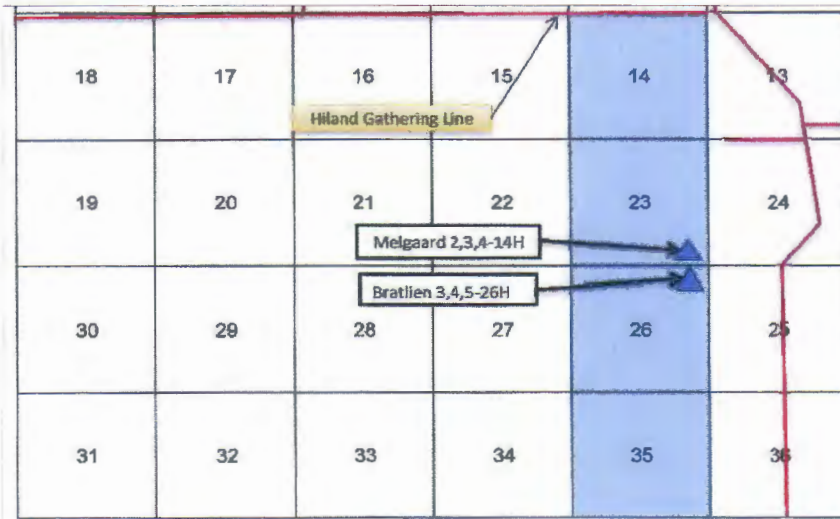 18 17 16 15 14 13
Hiland Gathering Line
19 20 21 22 23 24
Melgaard 2,3,4-14H
Bratlien 3,4,5-26H
30 29 28 27 26 25
31 32 33 34 35 36